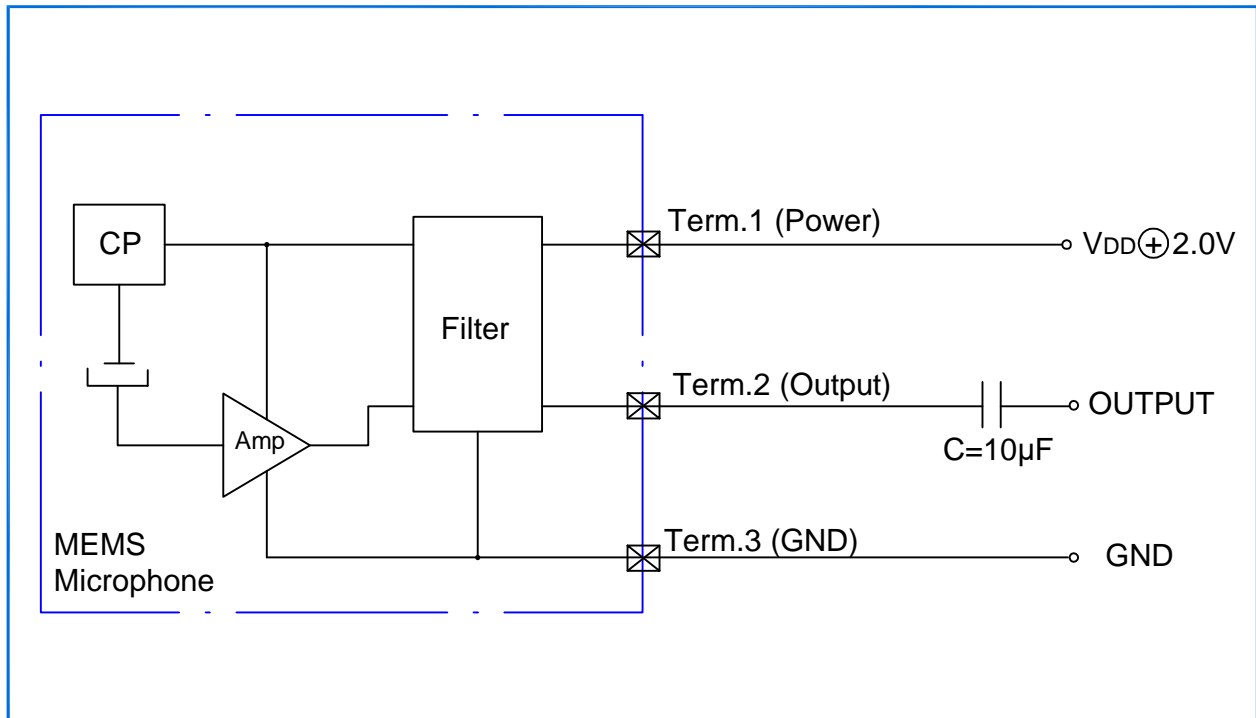 CP
Term.1 (Power)
VDD⊕2.0V
Filter
Term.2 (Output)
OUTPUT
Amp
C=10µF
Term.3 (GND)
GND
MEMS
Microphone